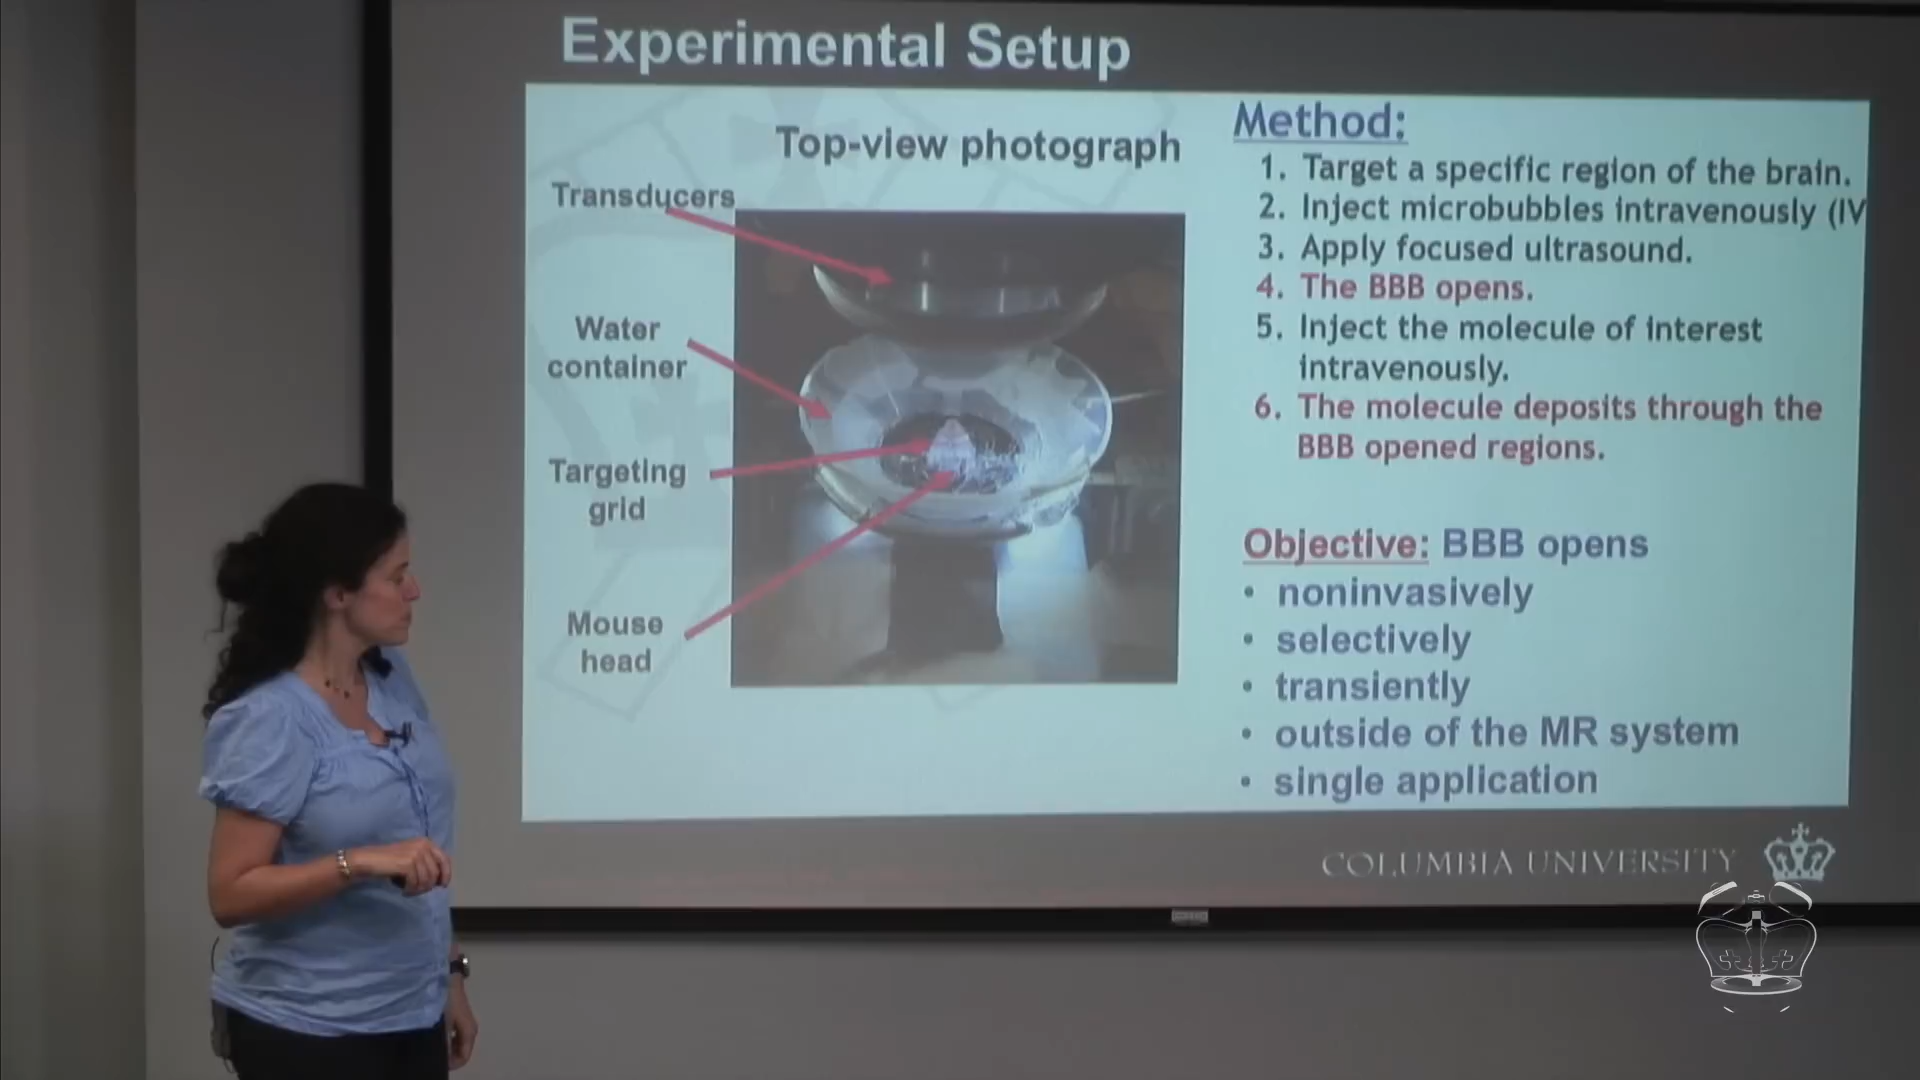 Experimental Setup
Top-view photograph
Transducers
Water
container
Targeting
grid
Mouse
head
Method:
1. Target a specific region of the brain.
2. Inject microbubbles intravenously (IV
3. Apply focused ultrasound.
4. The BBB opens.
5. Inject the molecule of interest
intravenously.
6. The molecule deposits through the
BBB opened regions.
Objective: BBB opens
• noninvasively
• selectively
• transiently
• outside of the MR system
• single application
COLUMBIA UNIVERSITY